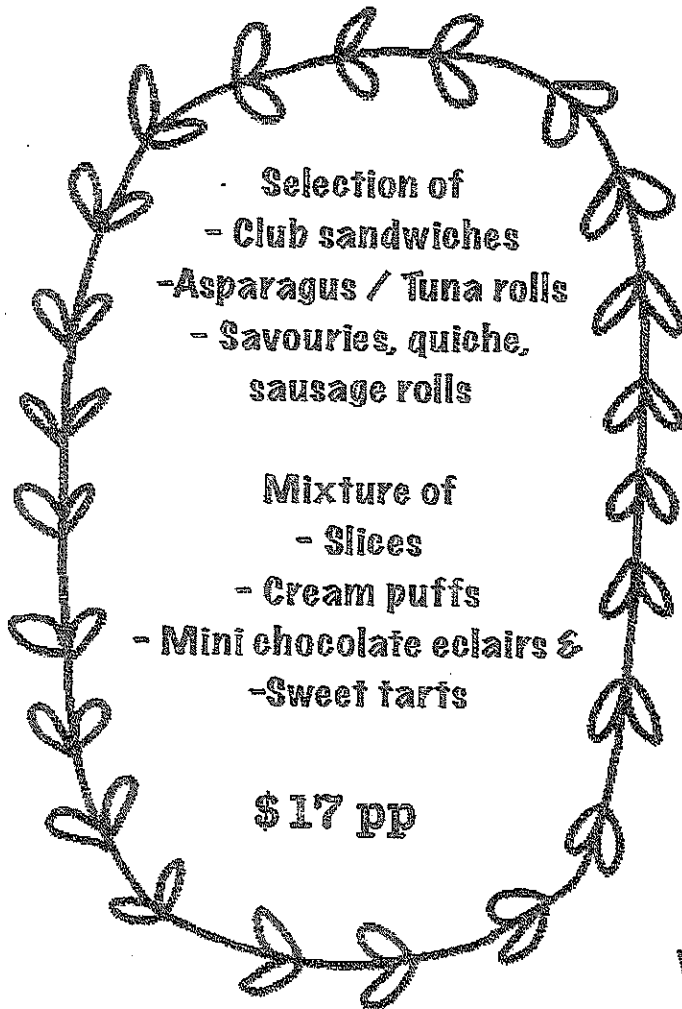 Selection of
- Club sandwiches
-Asparagus / Tuna rolls
- Savouries, quiche,
sausage rolls
Mixture of
- Slices
- Cream puffs
- Mini chocolate eclairs &
-Sweet tarts
$17 pp